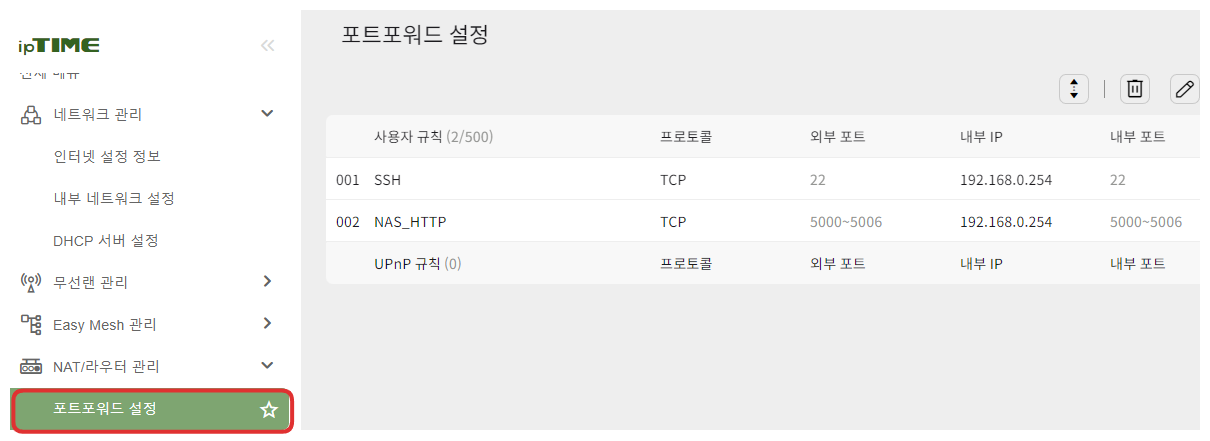 ipTIME
전체 메뉴
네트워크 관리
인터넷 설정 정보
내부 네트워크 설정
DHCP 서버 설정
무선랜 관리
Easy Mesh 관리
NAT/라우터 관리
포트포워드 설정
포트포워드 설정
사용자 규칙 (2/500) 프로토콜 외부 포트 내부 IP 내부 포트
001 SSH TCP 22 192.168.0.254 22
002 NAS_HTTP TCP 5000~5006 192.168.0.254 5000~5006
UPnP 규칙 (0) 프로토콜 외부 포트 내부 IP 내부 포트